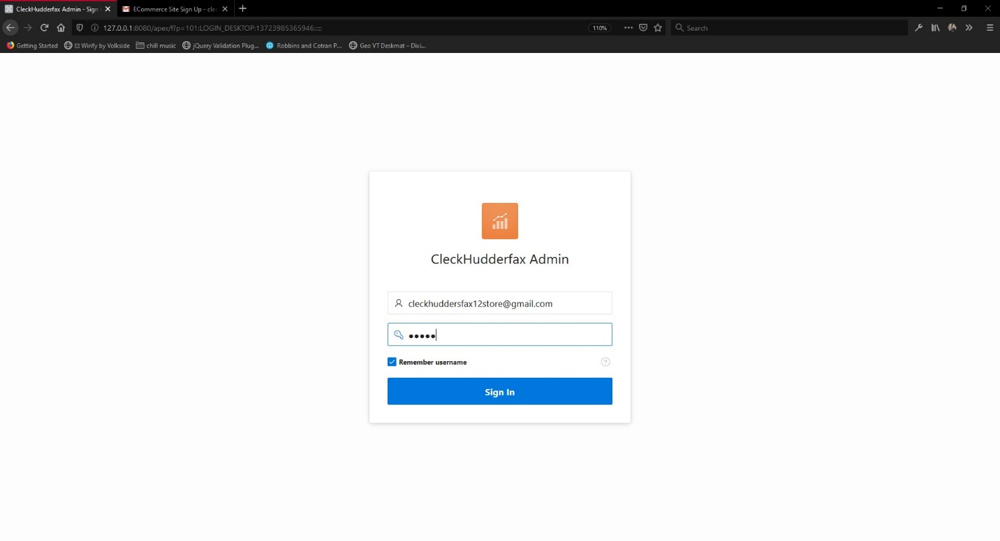 CleckHudderfax Admin - Sign
ECommerce Site Sign Up - clec
127.0.0.1:8080/apex/f?p=101:LOGIN_DESKTOP:13723985365946:::::
110%
Search
Getting Started
Wirify by Volkside
chill music
jQuery Validation Plug...
Robbins and Cotran P...
Geo VT Deskmat – Dixi...
CleckHudderfax Admin
cleckhuddersfax12store@gmail.com
•••••
Remember username
?
Sign In